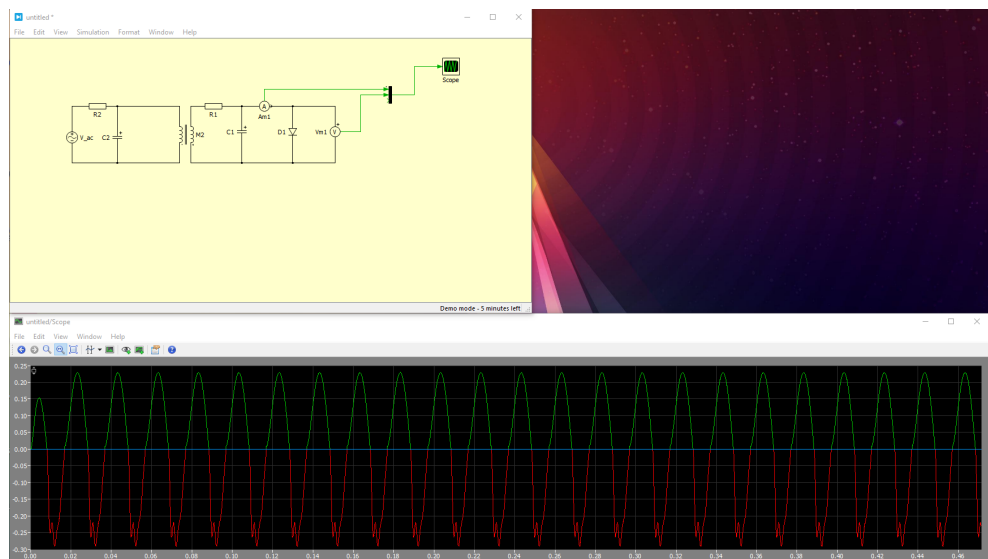 untitled *
File Edit View Simulation Format Window Help
Scope
R2
R1
A
Am1
V_ac
C2
M2
C1
D1
Vm1
V
Demo mode - 5 minutes left
untitled/Scope
File Edit View Window Help
0.25
0.20
0.15
0.10
0.05
0.00
-0.05
-0.10
-0.15
-0.20
-0.25
-0.30
0.00 0.02 0.04 0.06 0.08 0.10 0.12 0.14 0.16 0.18 0.20 0.22 0.24 0.26 0.28 0.30 0.32 0.34 0.36 0.38 0.40 0.42 0.44 0.46